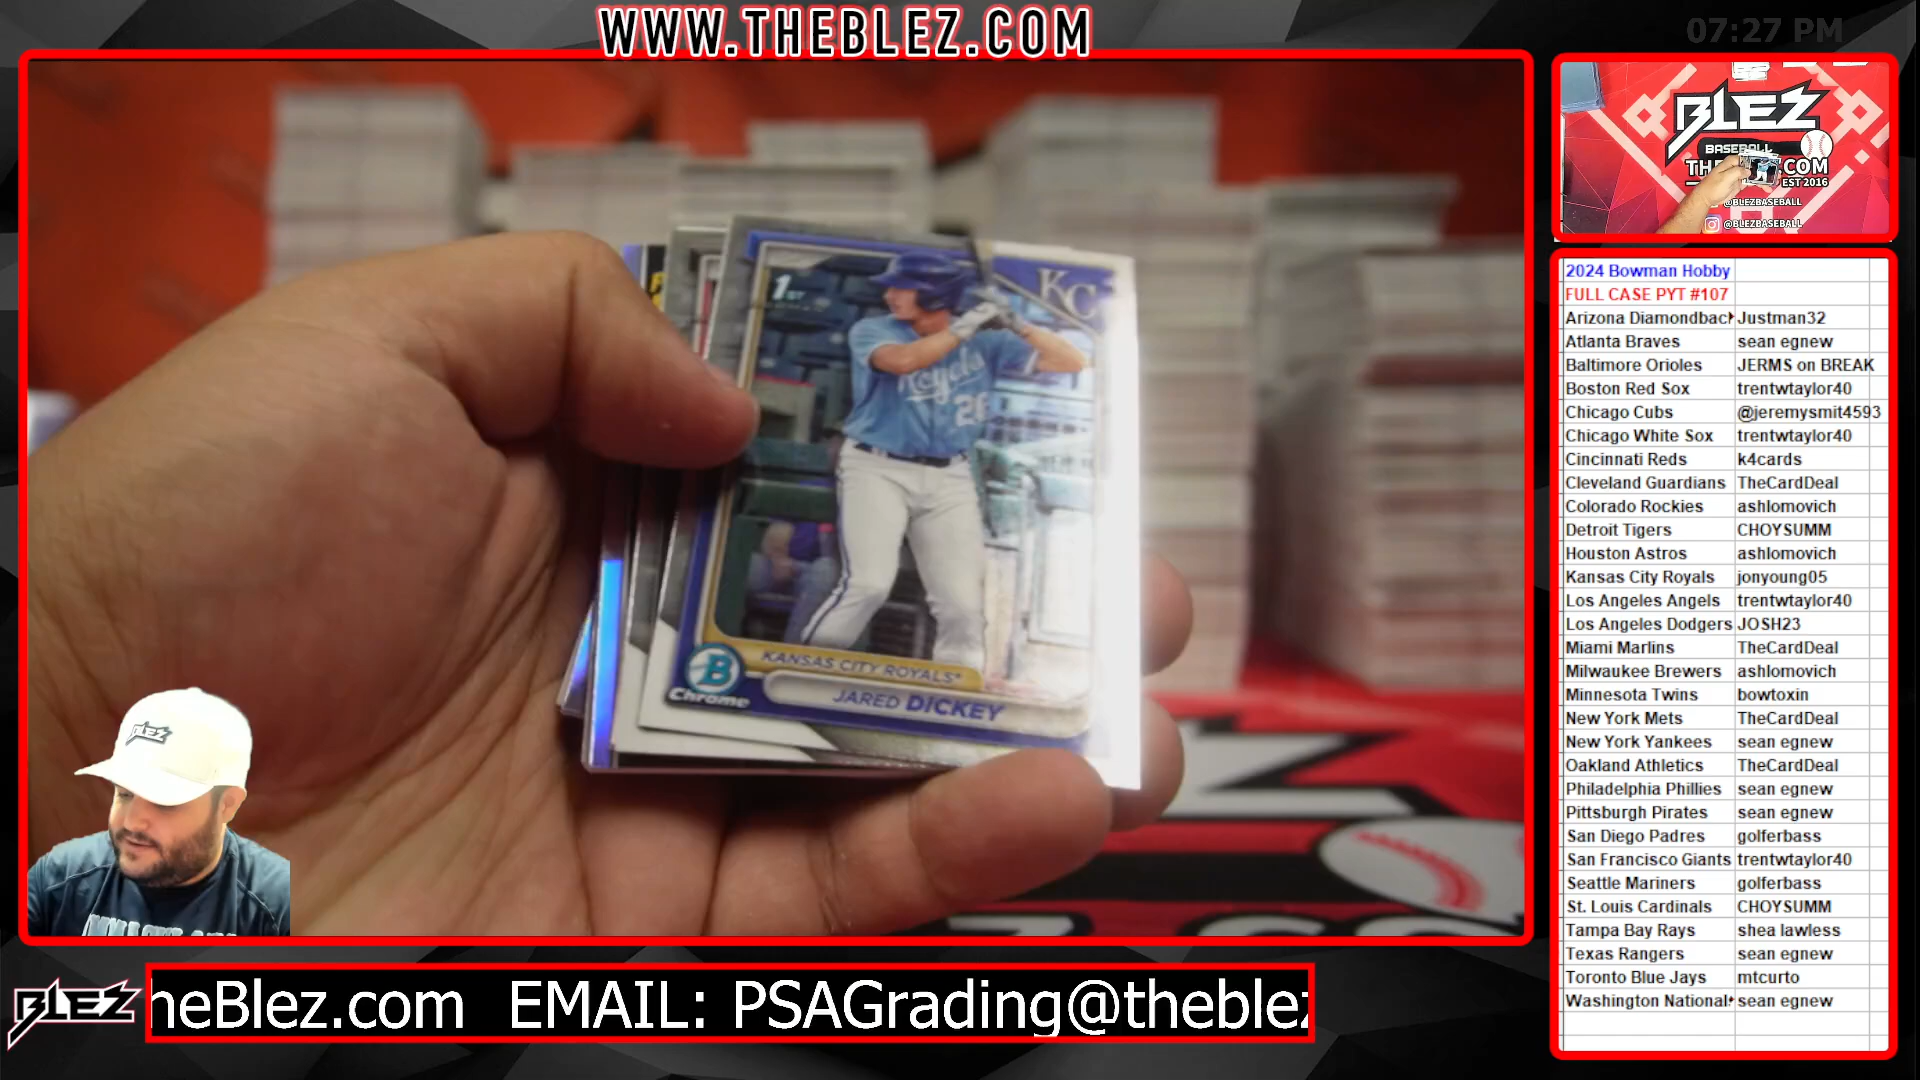 WWW.THEBLEZ.COM
07:27 PM
1ST
KC
Royals
26
B
Chrome
KANSAS CITY ROYALS
JARED DICKEY
BLEZ
BLEZ
BASEBALL
.COM
EST 2016
@BLEZBASEBALL
@BLEZBASEBALL
2024 Bowman Hobby
FULL CASE PYT #107
Arizona Diamondbac Justman32
Atlanta Braves sean egnew
Baltimore Orioles JERMS on BREAK
Boston Red Sox trentwtaylor40
Chicago Cubs @jeremysmit4593
Chicago White Sox trentwtaylor40
Cincinnati Reds k4cards
Cleveland Guardians TheCardDeal
Colorado Rockies ashlomovich
Detroit Tigers CHOYSUMM
Houston Astros ashlomovich
Kansas City Royals jonyoung05
Los Angeles Angels trentwtaylor40
Los Angeles Dodgers JOSH23
Miami Marlins TheCardDeal
Milwaukee Brewers ashlomovich
Minnesota Twins bowtoxin
New York Mets TheCardDeal
New York Yankees sean egnew
Oakland Athletics TheCardDeal
Philadelphia Phillies sean egnew
Pittsburgh Pirates sean egnew
San Diego Padres golferbass
San Francisco Giants trentwtaylor40
Seattle Mariners golferbass
St. Louis Cardinals CHOYSUMM
Tampa Bay Rays shea lawless
Texas Rangers sean egnew
Toronto Blue Jays mtcurto
Washington National sean egnew
BLEZ
heBlez.com EMAIL: PSAGrading@theblez